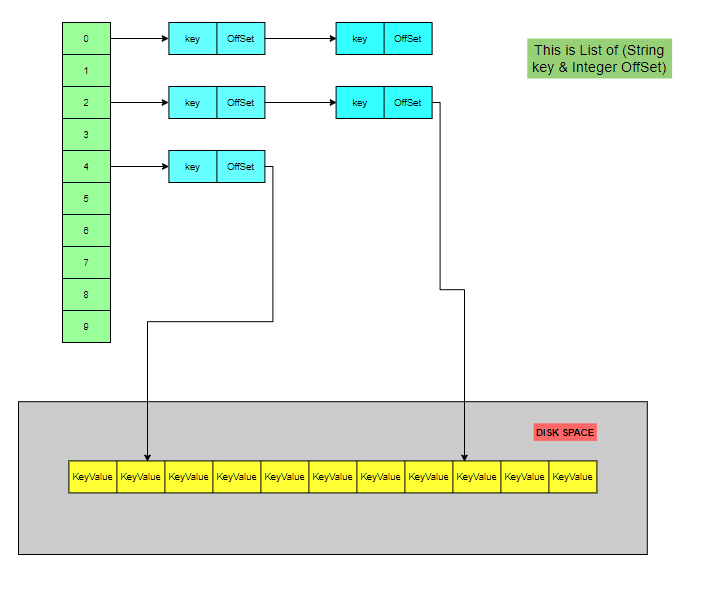 0 key OffSet key OffSet
This is List of (String
key & Integer OffSet)
1
2 key OffSet key OffSet
3
4 key OffSet
5
6
7
8
9
DISK SPACE
KeyValue KeyValue KeyValue KeyValue KeyValue KeyValue KeyValue KeyValue KeyValue KeyValue KeyValue